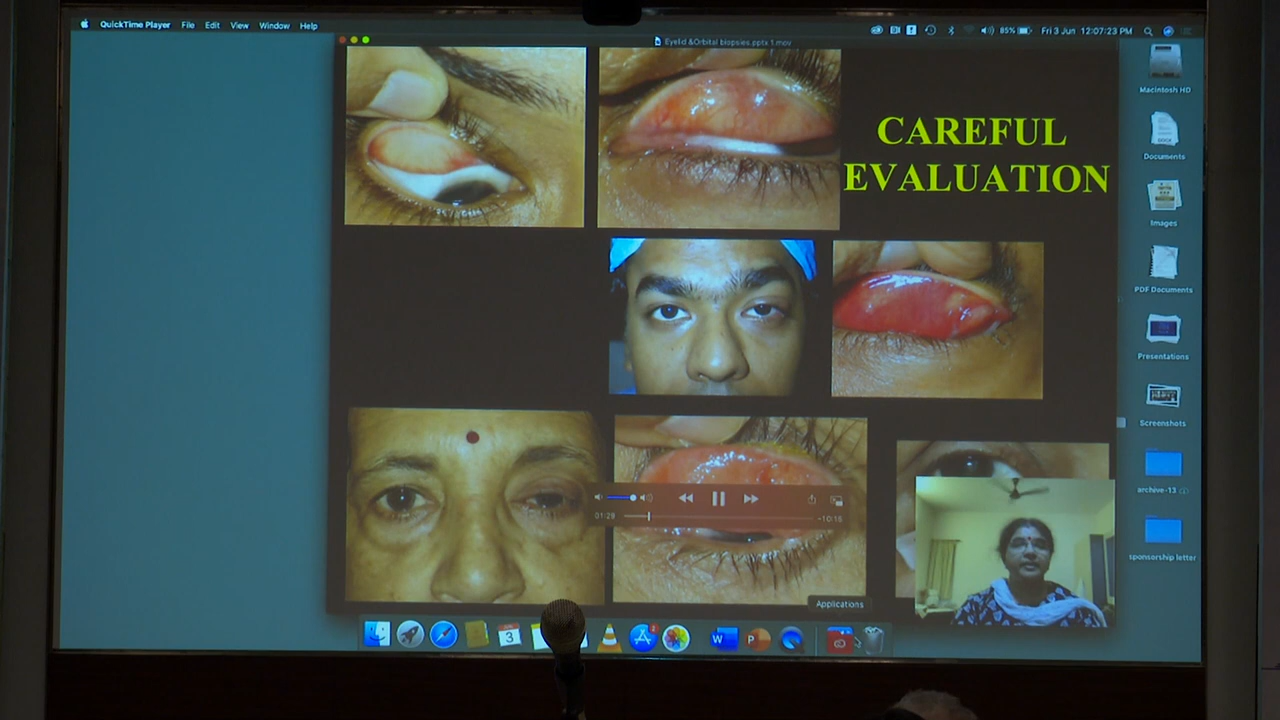 QuickTime Player File Edit View Window Help
85% Fri 3 Jun 12:07:23 PM
Eyelid &Orbital biopsies.pptx 1.mov
CAREFUL
EVALUATION
Macintosh HD
Documents
Images
PDF Documents
Presentations
Screenshots
archive-13
sponsorship letter
01:29
-10:16
Applications
3
W
P